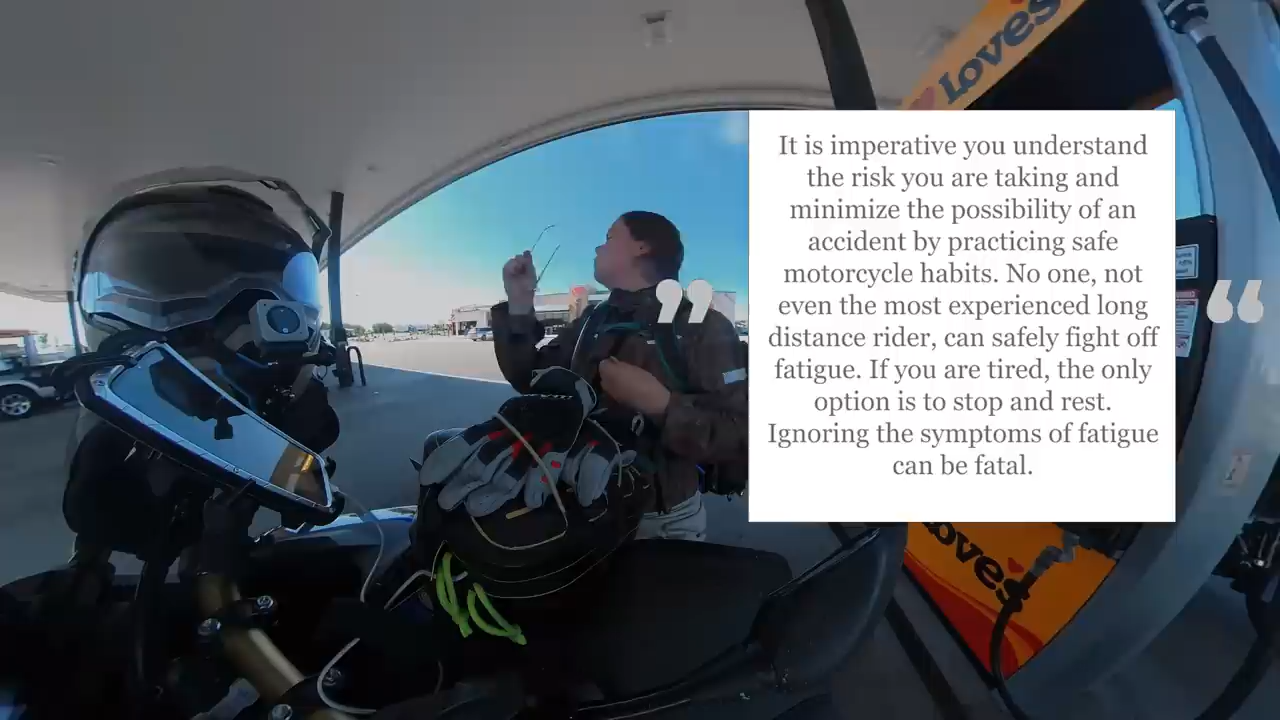 Loves
”
“
It is imperative you understand
the risk you are taking and
minimize the possibility of an
accident by practicing safe
motorcycle habits. No one, not
even the most experienced long
distance rider, can safely fight off
fatigue. If you are tired, the only
option is to stop and rest.
Ignoring the symptoms of fatigue
can be fatal.
Loves